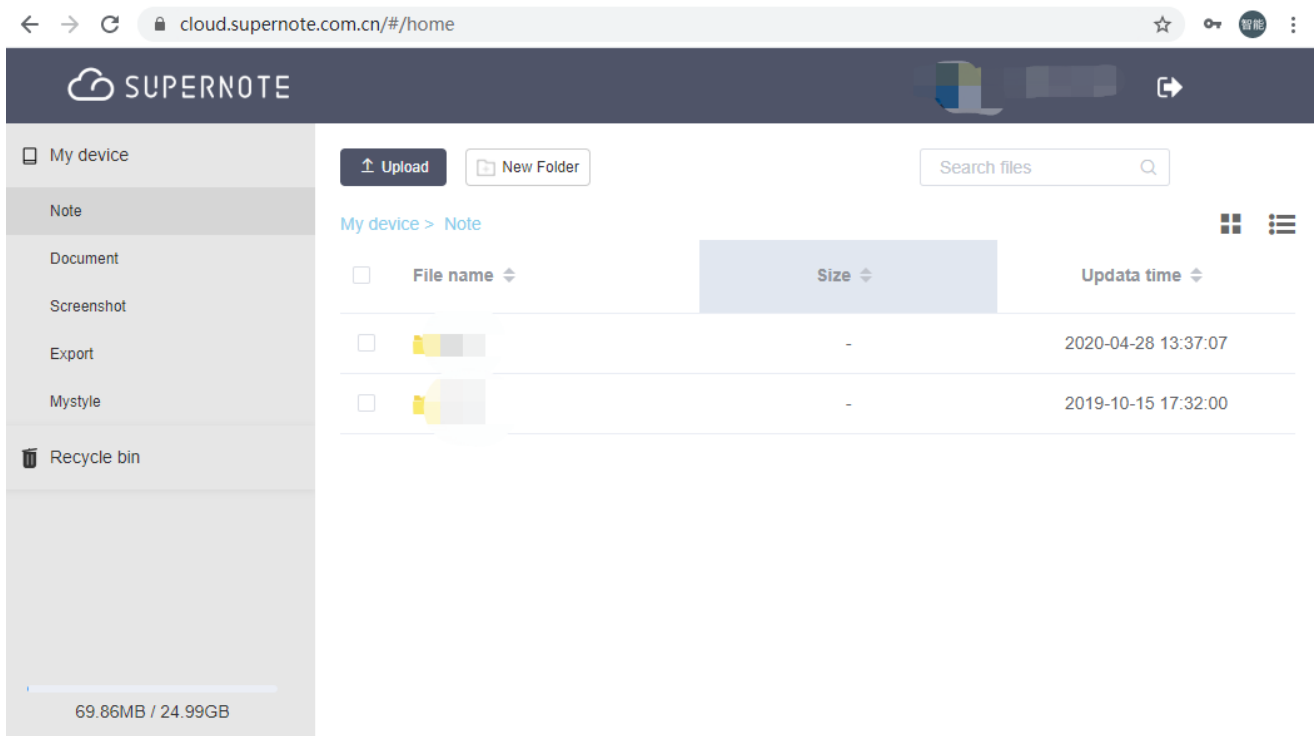 cloud.supernote.com.cn/#/home
智能
SUPERNOTE
My device
Note
Document
Screenshot
Export
Mystyle
Recycle bin
69.86MB / 24.99GB
Upload
New Folder
Search files
My device > Note
File name
Size
Updata time
-
2020-04-28 13:37:07
-
2019-10-15 17:32:00